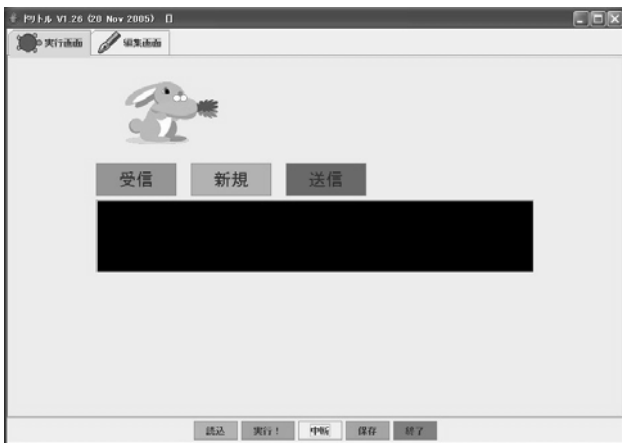 ドリトル V1.26 (20 Nov 2005)
実行画面 編集画面
受信 新規 送信
読込 実行! 中断 保存 終了